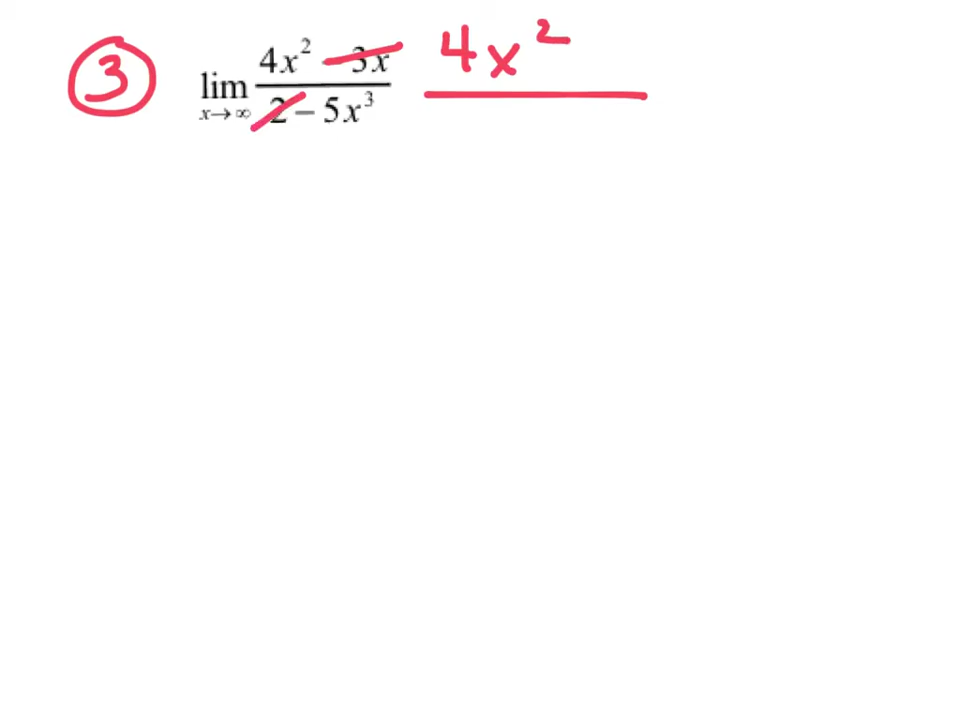 ③ lim x→∞ (4x² − 3x)/(2 − 5x³) 4x²